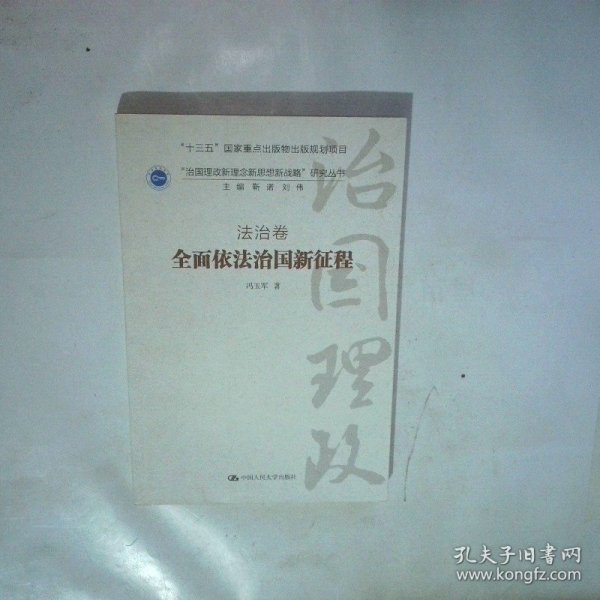 "十三五"国家重点出版物出版规划项目
"治国理政新理念新思想新战略"研究丛书
主编 靳诺 刘伟
法治卷
全面依法治国新征程
冯玉军 著
治国理政
中国人民大学出版社
孔夫子旧书网
www.kongfz.com